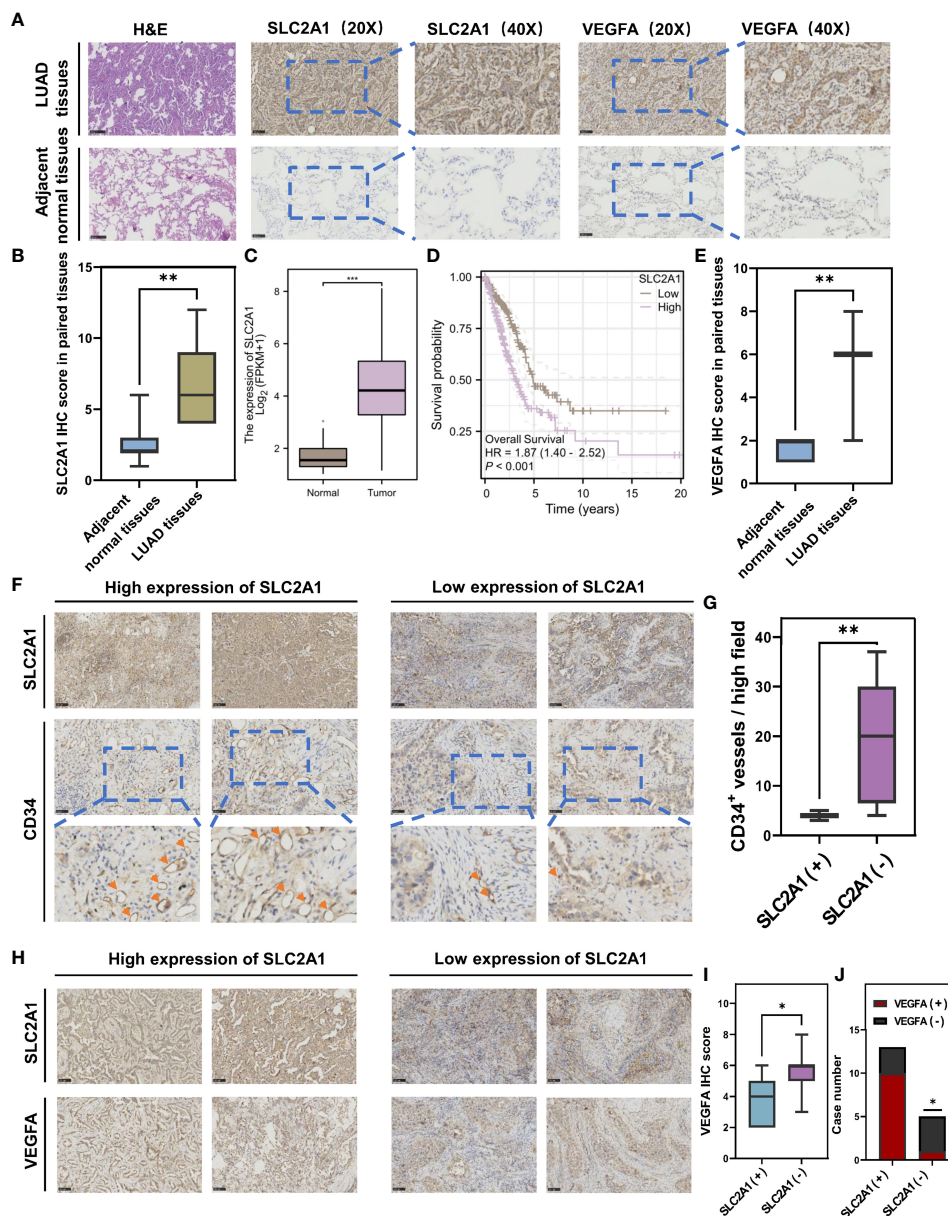 A
H&E
SLC2A1 (20X)
SLC2A1 (40X)
VEGFA (20X)
VEGFA (40X)
LUAD
tissues
Adjacent
normal tissues
B
SLC2A1 IHC score in paired tissues
15
10
5
0
**
Adjacent
normal tissues
LUAD tissues
C
The expression of SLC2A1
Log2 (FPKM+1)
8
6
4
2
***
Normal
Tumor
D
Survival probability
1.00
0.75
0.50
0.25
SLC2A1
Low
High
Overall Survival
HR = 1.87 (1.40 - 2.52)
P < 0.001
0
5
10
15
20
Time (years)
E
VEGFA IHC score in paired tissues
10
8
6
4
2
0
**
Adjacent
normal tissues
LUAD tissues
F
High expression of SLC2A1
Low expression of SLC2A1
SLC2A1
CD34
G
CD34+ vessels / high field
40
30
20
10
0
**
SLC2A1 (+)
SLC2A1 (-)
H
High expression of SLC2A1
Low expression of SLC2A1
SLC2A1
VEGFA
I
VEGFA IHC score
10
8
6
4
2
0
*
SLC2A1 (+)
SLC2A1 (-)
J
VEGFA (+)
VEGFA (-)
Case number
15
10
5
0
*
SLC2A1 (+)
SLC2A1 (-)